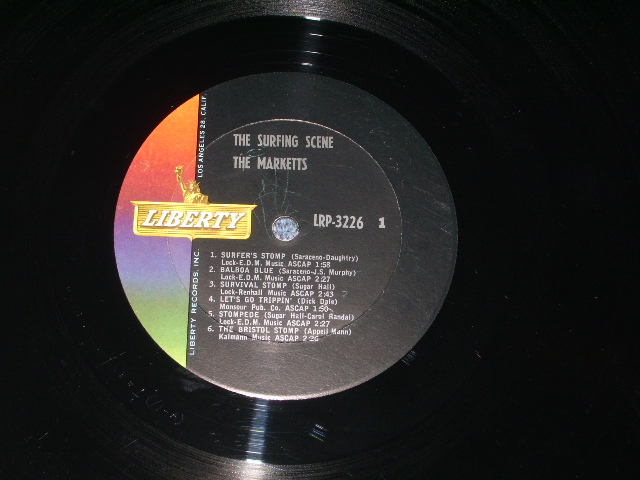 THE SURFING SCENE
THE MARKETTS
LIBERTY
LRP-3226 1
1. SURFER'S STOMP (Saraceno-Daughtry)
Lock-E.D.M. Music ASCAP 1:58
2. BALBOA BLUE (Saraceno-J.S. Murphy)
Lock-E.D.M. Music ASCAP 2:27
3. SURVIVAL STOMP (Sugar Hall)
Lock-Renhall Music ASCAP 2:43
4. LET'S GO TRIPPIN' (Dick Dale)
Monsour Pub. Co. ASCAP 1:50
5. STOMPEDE (Sugar Hall-Carol Randal)
Lock-E.D.M. Music ASCAP 2:27
6. THE BRISTOL STOMP (Appell Mann)
Kalmann Music ASCAP 2:26
LIBERTY RECORDS, INC.
LOS ANGELES 28, CALIF.